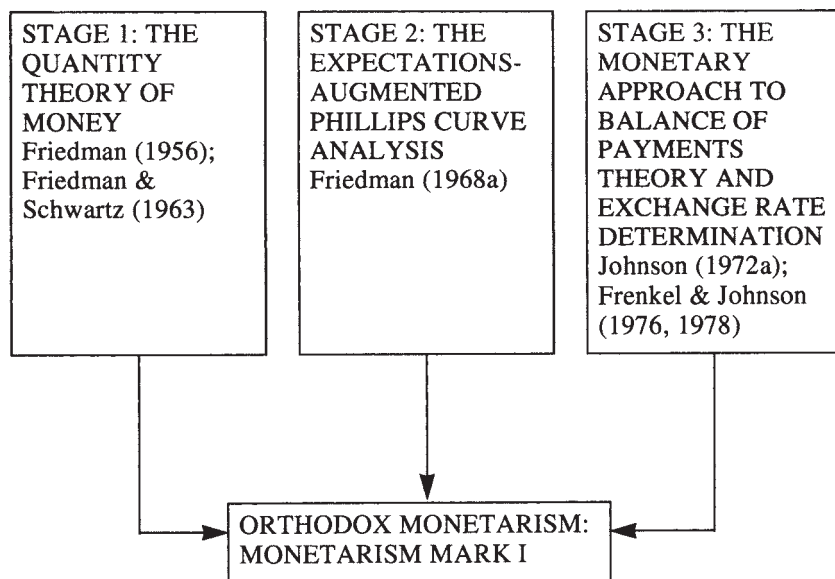 STAGE 1: THE
QUANTITY
THEORY OF
MONEY
Friedman (1956);
Friedman &
Schwartz (1963)
STAGE 2: THE
EXPECTATIONS-
AUGMENTED
PHILLIPS CURVE
ANALYSIS
Friedman (1968a)
STAGE 3: THE
MONETARY
APPROACH TO
BALANCE OF
PAYMENTS
THEORY AND
EXCHANGE RATE
DETERMINATION
Johnson (1972a);
Frenkel & Johnson
(1976, 1978)
ORTHODOX MONETARISM:
MONETARISM MARK I